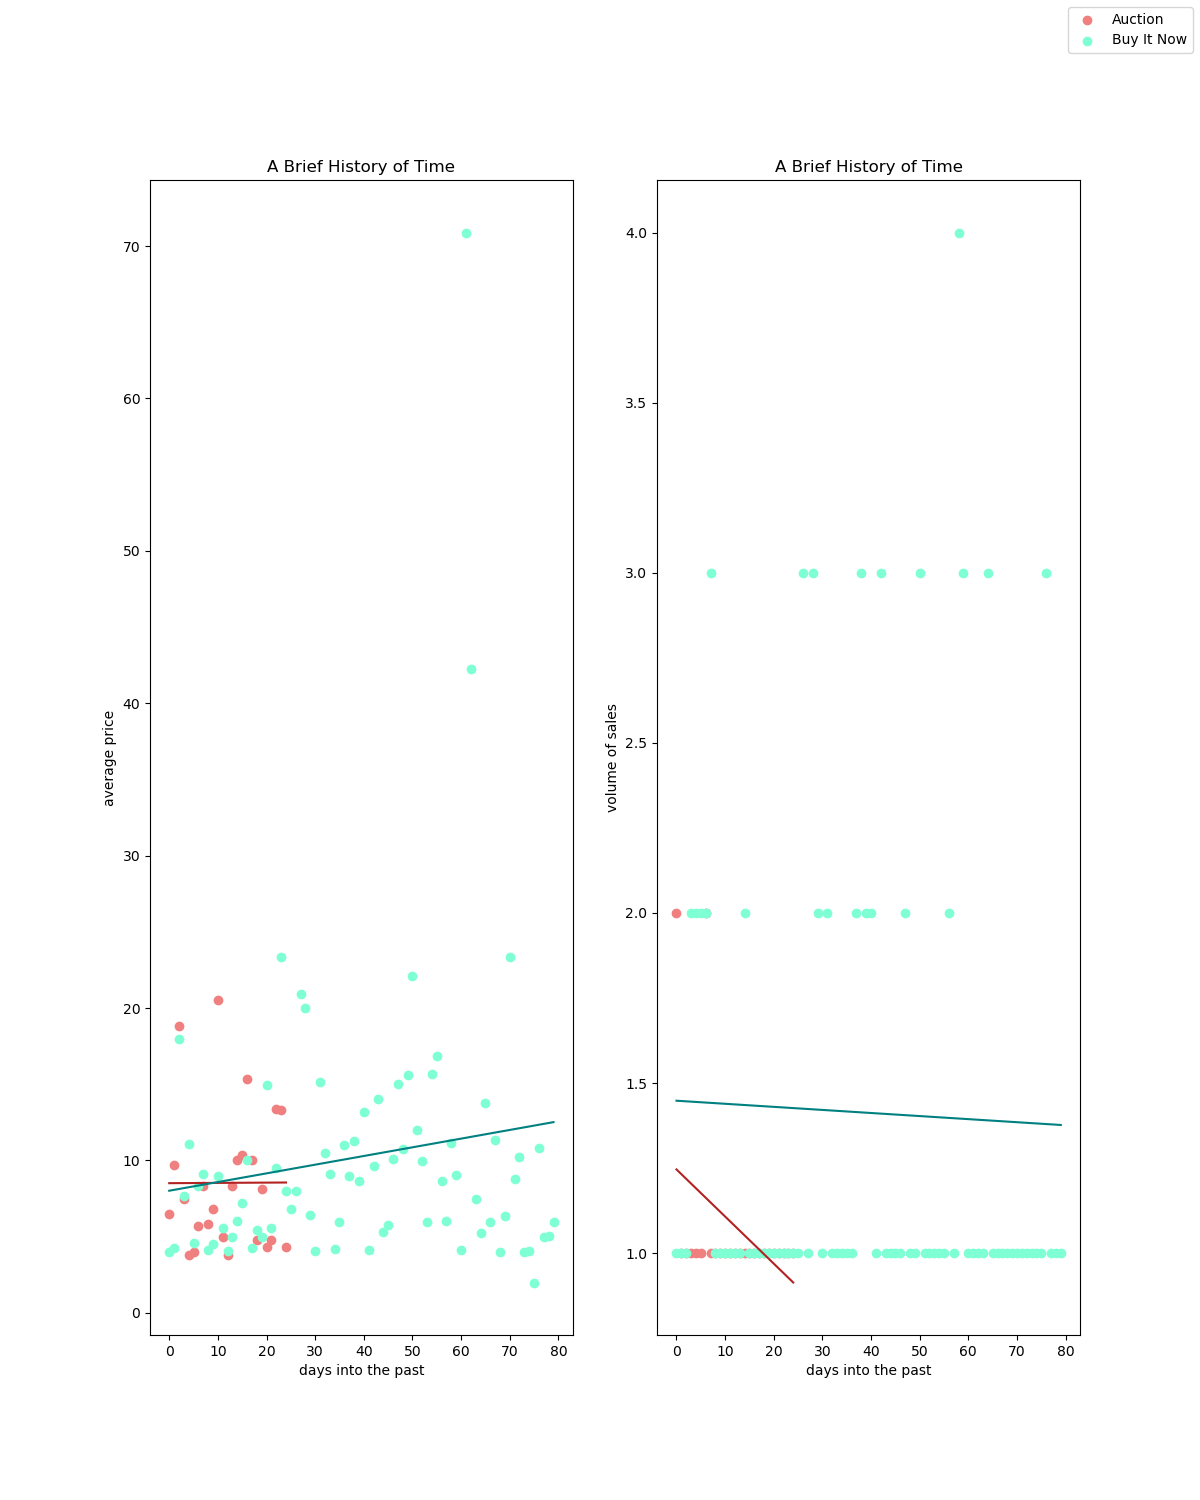 Auction
Buy It Now
A Brief History of Time
70
60
50
40
30
20
10
0
average price
0 10 20 30 40 50 60 70 80
days into the past
A Brief History of Time
4.0
3.5
3.0
2.5
2.0
1.5
1.0
volume of sales
0 10 20 30 40 50 60 70 80
days into the past